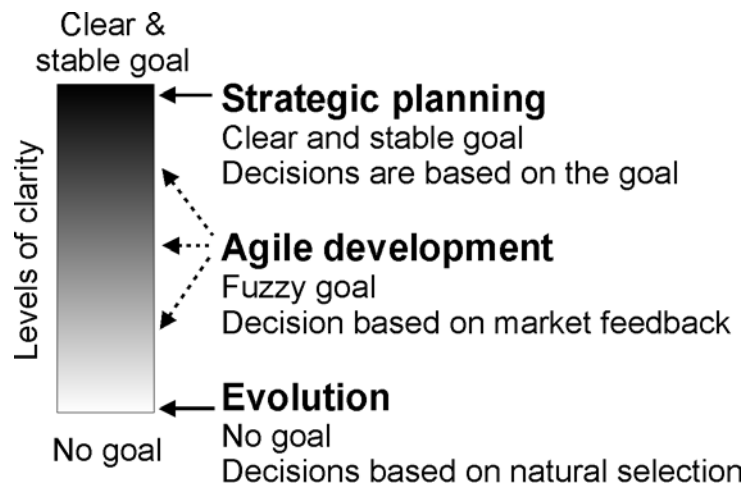 Clear &
stable goal
Levels of clarity
Strategic planning
Clear and stable goal
Decisions are based on the goal
Agile development
Fuzzy goal
Decision based on market feedback
Evolution
No goal
Decisions based on natural selection
No goal